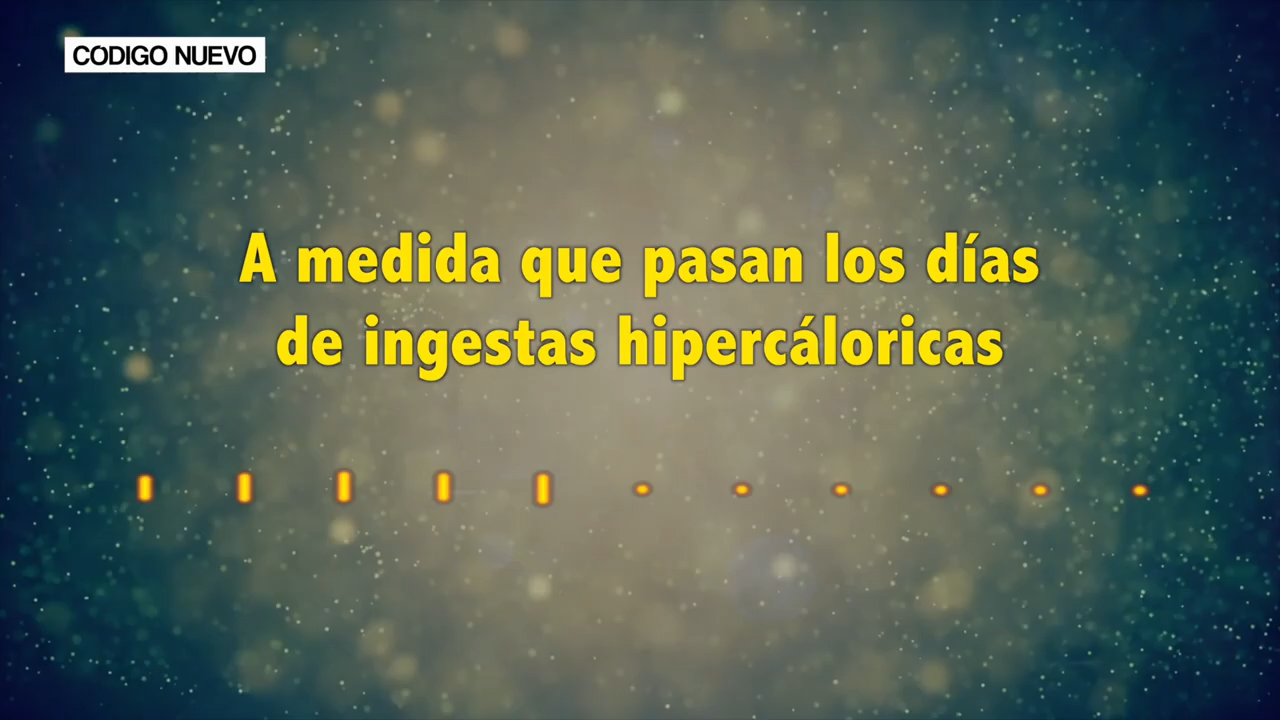 CODIGO NUEVO
A medida que pasan los días
de ingestas hipercáloricas